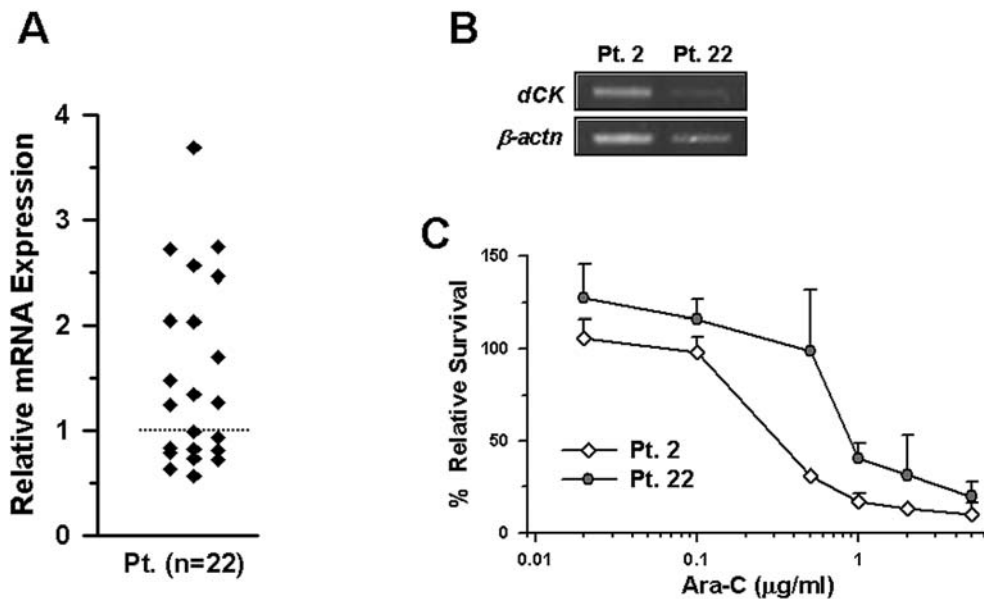 A
Relative mRNA Expression
4
3
2
1
0
Pt. (n=22)
B
Pt. 2 Pt. 22
dCK
β-actn
C
% Relative Survival
150
100
50
0
Pt. 2
Pt. 22
0.01 0.1 1
Ara-C (μg/ml)